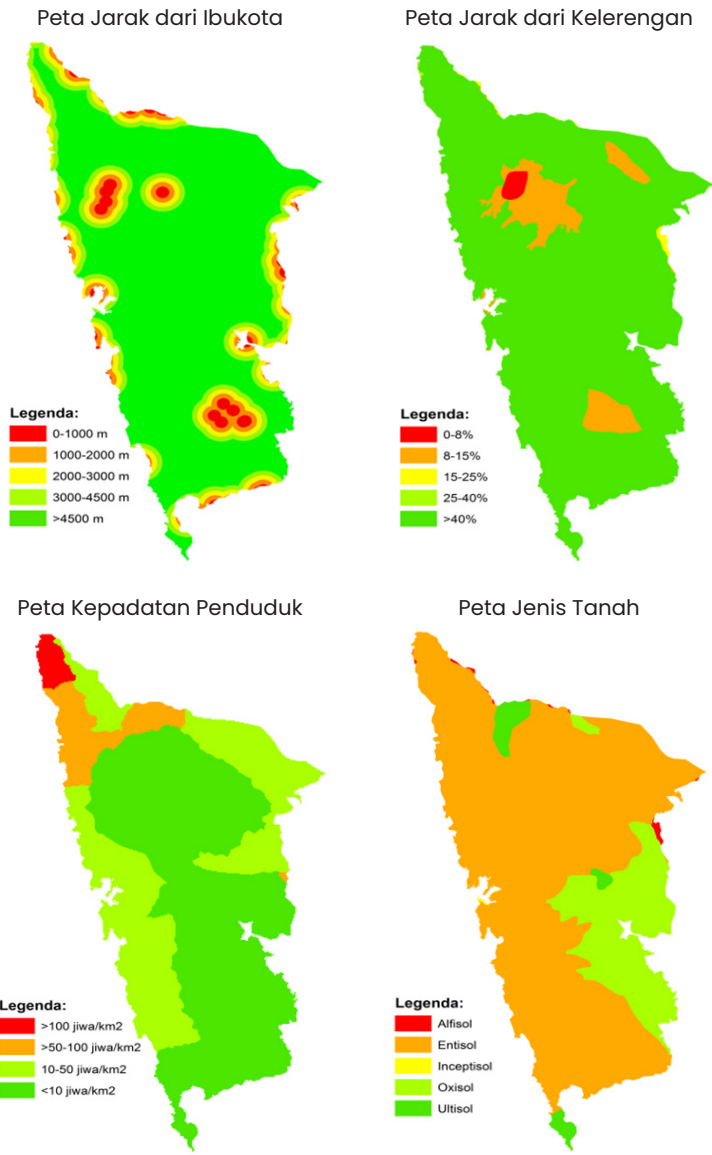 Peta Jarak dari Ibukota
Legenda:
0-1000 m
1000-2000 m
2000-3000 m
3000-4500 m
>4500 m
Peta Jarak dari Kelerengan
Legenda:
0-8%
8-15%
15-25%
25-40%
>40%
Peta Kepadatan Penduduk
Legenda:
>100 jiwa/km2
>50-100 jiwa/km2
10-50 jiwa/km2
<10 jiwa/km2
Peta Jenis Tanah
Legenda:
Alfisol
Entisol
Inceptisol
Oxisol
Ultisol